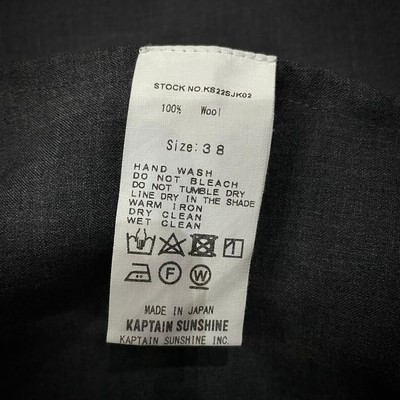 STOCK NO.KS22SJK02
100% Wool
Size:38
HAND WASH
DO NOT BLEACH
DO NOT TUMBLE DRY
LINE DRY IN THE SHADE
WARM IRON
DRY CLEAN
WET CLEAN
F W
MADE IN JAPAN
KAPTAIN SUNSHINE
KAPTAIN SUNSHINE INC.